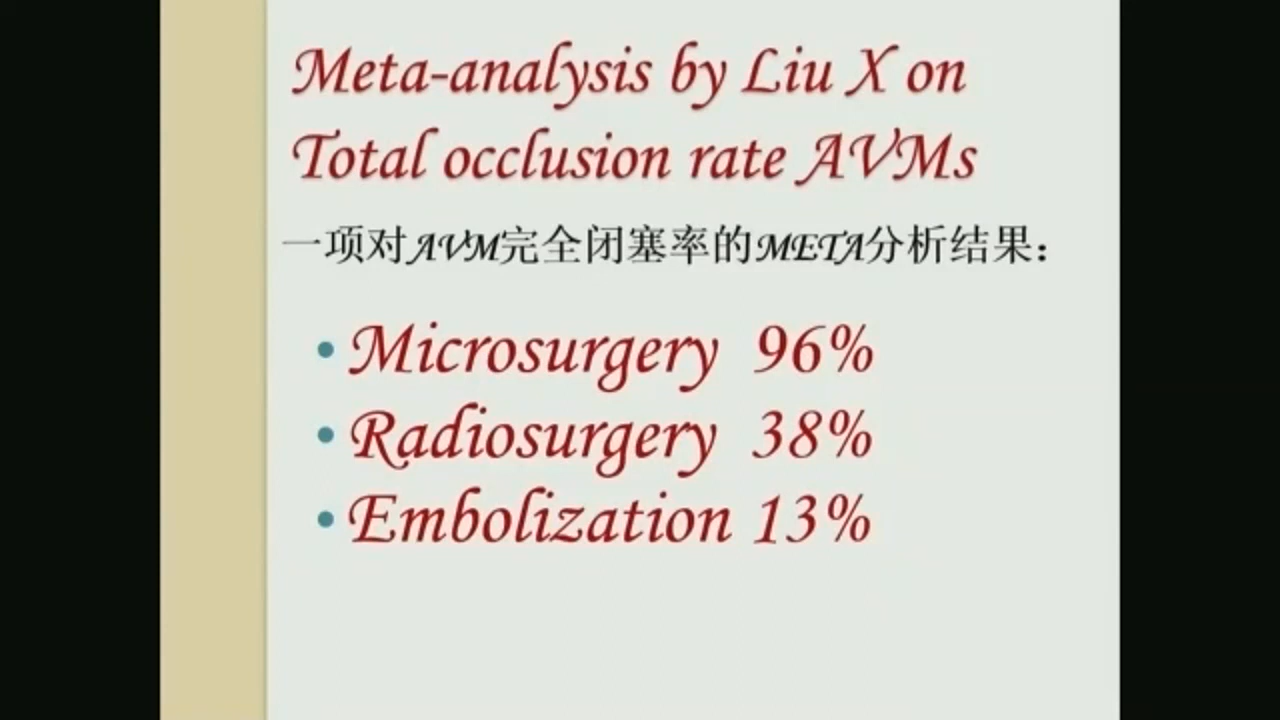 Meta-analysis by Liu X on
Total occlusion rate AVMs
一项对AVM完全闭塞率的META分析结果：
• Microsurgery 96%
• Radiosurgery 38%
• Embolization 13%